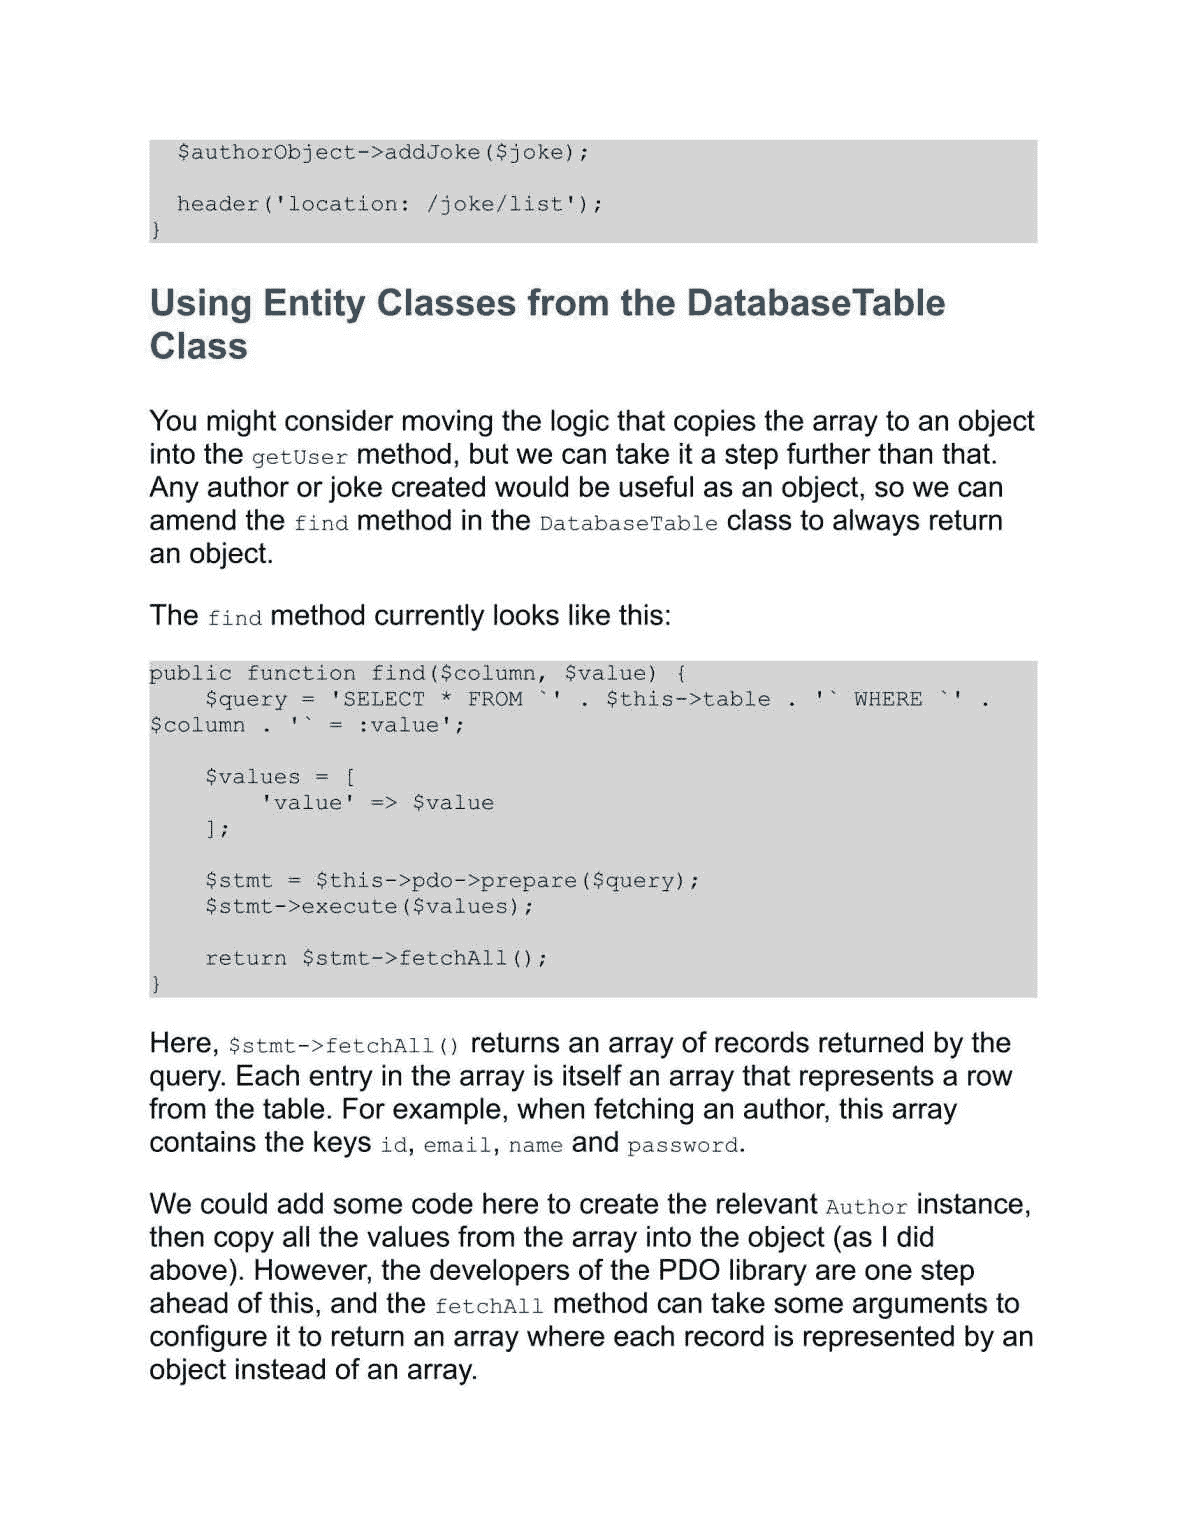 $authorObject->addJoke($joke);
header('location: /joke/list');
}
Using Entity Classes from the DatabaseTable
Class
You might consider moving the logic that copies the array to an object
into the getUser method, but we can take it a step further than that.
Any author or joke created would be useful as an object, so we can
amend the find method in the DatabaseTable class to always return
an object.
The find method currently looks like this:
public function find($column, $value) {
    $query = 'SELECT * FROM `' . $this->table . '` WHERE `' .
$column . '` = :value';
    $values = [
        'value' => $value
    ];
    $stmt = $this->pdo->prepare($query);
    $stmt->execute($values);
    return $stmt->fetchAll();
}
Here, $stmt->fetchAll() returns an array of records returned by the
query. Each entry in the array is itself an array that represents a row
from the table. For example, when fetching an author, this array
contains the keys id, email, name and password.
We could add some code here to create the relevant Author instance,
then copy all the values from the array into the object (as I did
above). However, the developers of the PDO library are one step
ahead of this, and the fetchAll method can take some arguments to
configure it to return an array where each record is represented by an
object instead of an array.